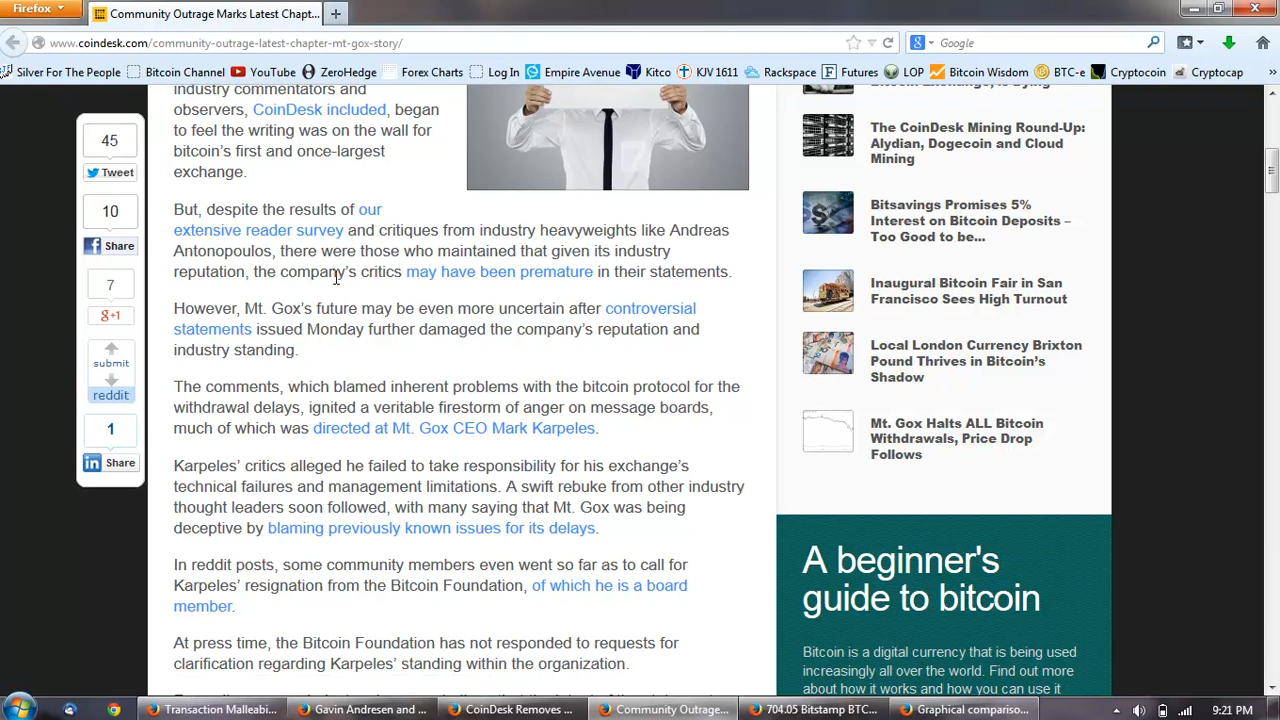 Firefox
Community Outrage Marks Latest Chapt...
www.coindesk.com/community-outrage-latest-chapter-mt-gox-story/
Google
Silver For The People
Bitcoin Channel
YouTube
ZeroHedge
Forex Charts
Log In
Empire Avenue
Kitco
KJV 1611
Rackspace
Futures
LOP
Bitcoin Wisdom
BTC-e
Cryptocoin
Cryptocap
»
45
Tweet
10
Share
7
g+1
submit
reddit
1
Share
industry commentators and
observers, CoinDesk included, began
to feel the writing was on the wall for
bitcoin's first and once-largest
exchange.
But, despite the results of our
extensive reader survey and critiques from industry heavyweights like Andreas
Antonopoulos, there were those who maintained that given its industry
reputation, the company's critics may have been premature in their statements.
However, Mt. Gox's future may be even more uncertain after controversial
statements issued Monday further damaged the company's reputation and
industry standing.
The comments, which blamed inherent problems with the bitcoin protocol for the
withdrawal delays, ignited a veritable firestorm of anger on message boards,
much of which was directed at Mt. Gox CEO Mark Karpeles.
Karpeles' critics alleged he failed to take responsibility for his exchange's
technical failures and management limitations. A swift rebuke from other industry
thought leaders soon followed, with many saying that Mt. Gox was being
deceptive by blaming previously known issues for its delays.
In reddit posts, some community members even went so far as to call for
Karpeles' resignation from the Bitcoin Foundation, of which he is a board
member.
At press time, the Bitcoin Foundation has not responded to requests for
clarification regarding Karpeles' standing within the organization.
Bitcoin Exchange, is Dying
The CoinDesk Mining Round-Up:
Alydian, Dogecoin and Cloud
Mining
Bitsavings Promises 5%
Interest on Bitcoin Deposits –
Too Good to be...
Inaugural Bitcoin Fair in San
Francisco Sees High Turnout
Local London Currency Brixton
Pound Thrives in Bitcoin's
Shadow
Mt. Gox Halts ALL Bitcoin
Withdrawals, Price Drop
Follows
A beginner's
guide to bitcoin
Bitcoin is a digital currency that is being used
increasingly all over the world. Find out more
about how it works and how you can use it
Transaction Malleabi...
Gavin Andresen and ...
CoinDesk Removes ...
Community Outrage...
704.05 Bitstamp BTC...
Graphical compariso...
9:21 PM